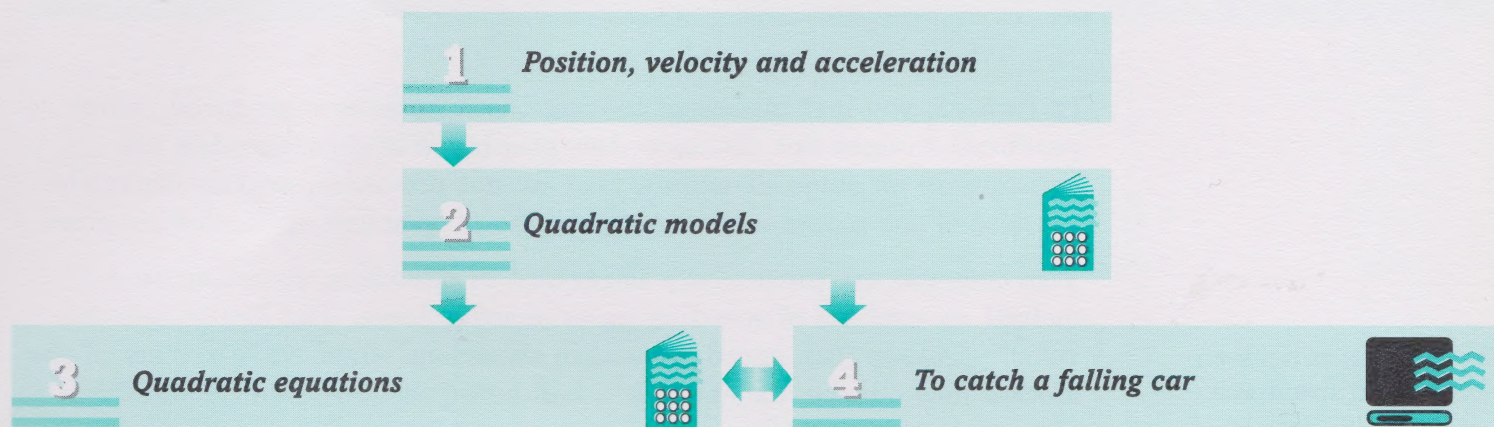 1 Position, velocity and acceleration
2 Quadratic models
3 Quadratic equations
4 To catch a falling car